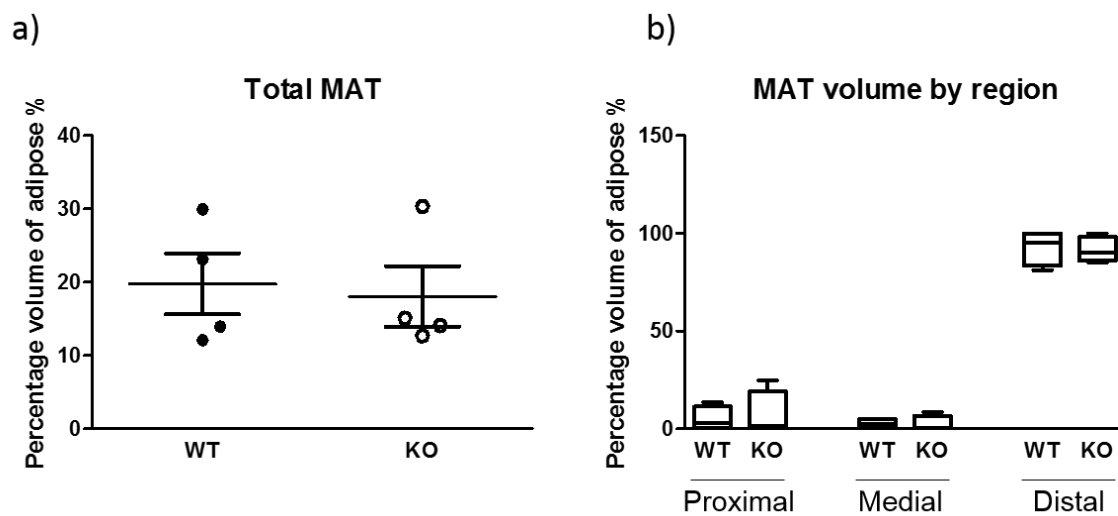 a)
Total MAT
Percentage volume of adipose %
40
30
20
10
0
WT
KO
b)
MAT volume by region
Percentage volume of adipose %
150
100
50
0
WT KO WT KO WT KO
Proximal Medial Distal